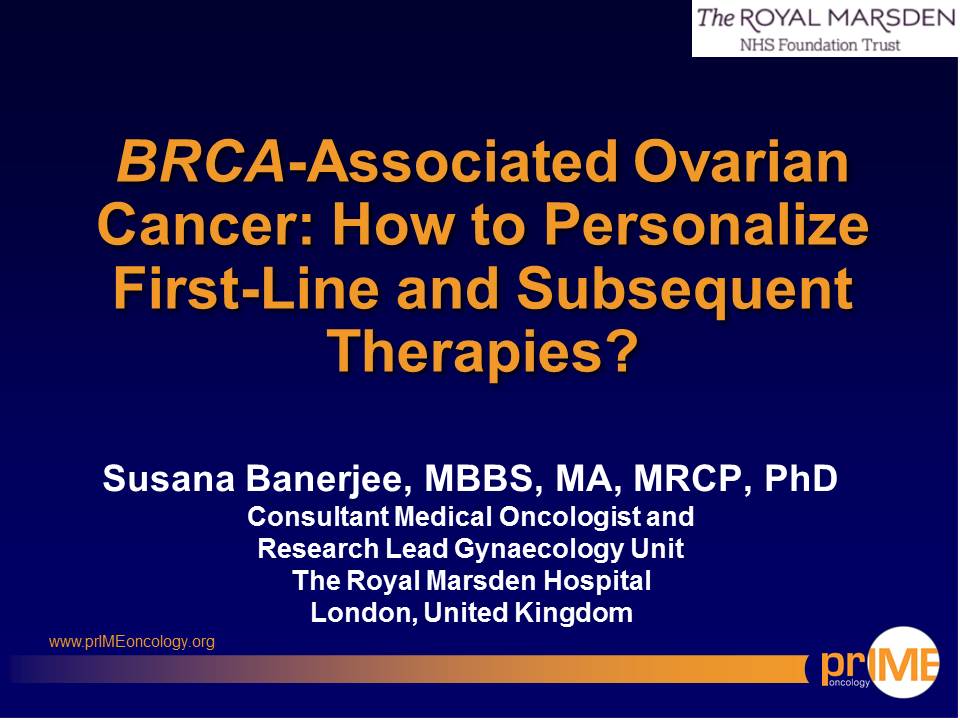 The ROYAL MARSDEN
NHS Foundation Trust
BRCA-Associated Ovarian
Cancer: How to Personalize
First-Line and Subsequent
Therapies?
Susana Banerjee, MBBS, MA, MRCP, PhD
Consultant Medical Oncologist and
Research Lead Gynaecology Unit
The Royal Marsden Hospital
London, United Kingdom
www.prIMEoncology.org
prIME
oncology